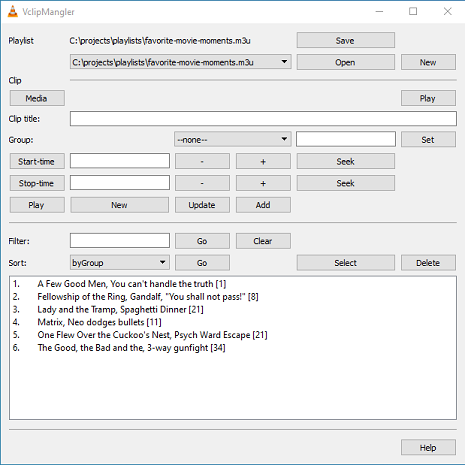 VclipMangler
Playlist C:\projects\playlists\favorite-movie-moments.m3u Save
C:\projects\playlists\favorite-movie-moments.m3u Open New
Clip
Media Play
Clip title:
Group: --none-- Set
Start-time - + Seek
Stop-time - + Seek
Play New Update Add
Filter: Go Clear
Sort: byGroup Go Select Delete
1. A Few Good Men, You can't handle the truth [1]
2. Fellowship of the Ring, Gandalf, "You shall not pass!" [8]
3. Lady and the Tramp, Spaghetti Dinner [21]
4. Matrix, Neo dodges bullets [11]
5. One Flew Over the Cuckoo's Nest, Psych Ward Escape [21]
6. The Good, the Bad and the, 3-way gunfight [34]
Help